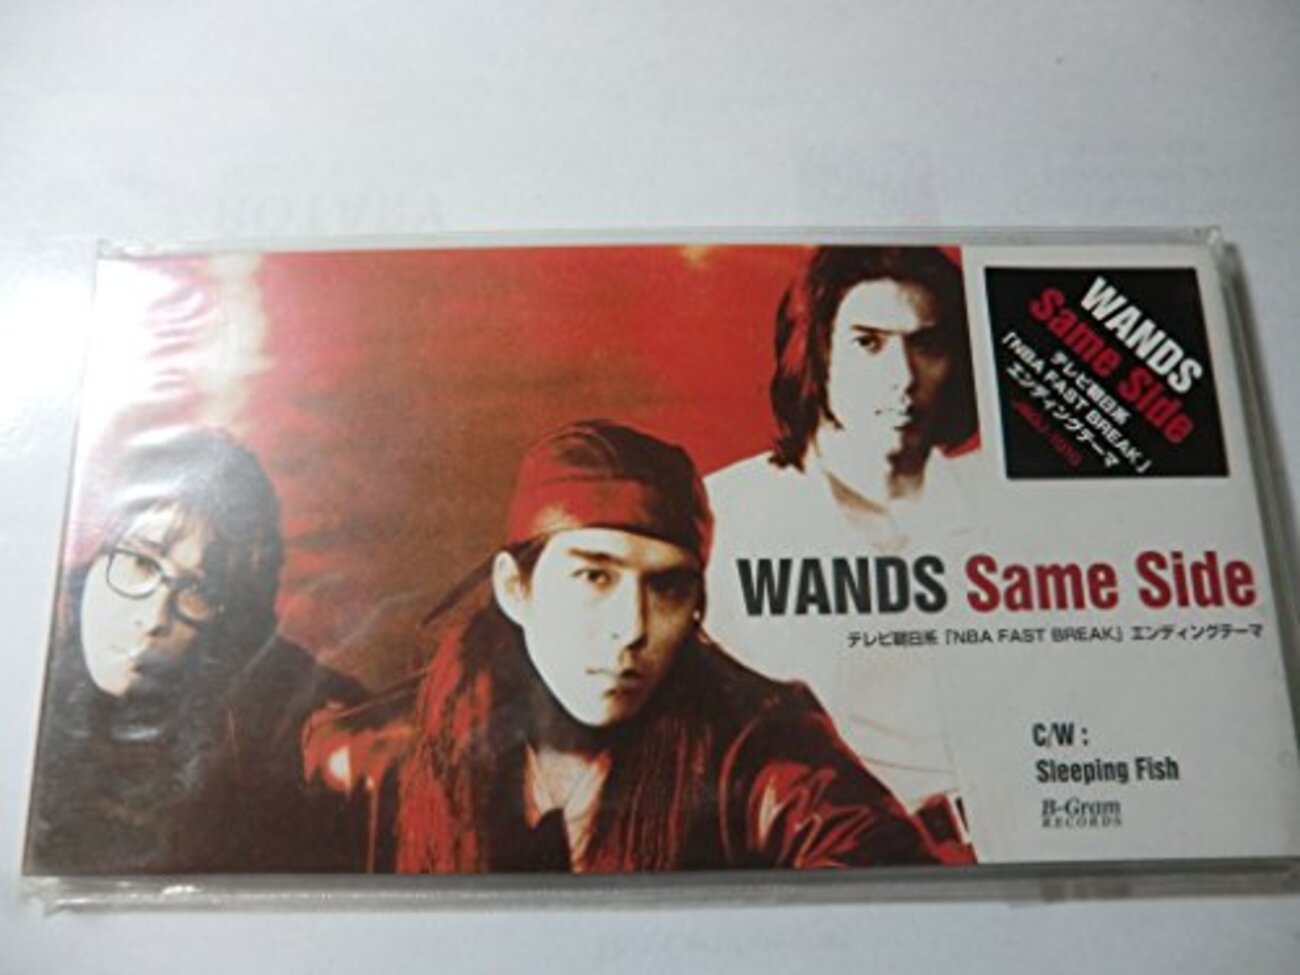 WANDS
Same Side
テレビ朝日系
「NBA FAST BREAK」
エンディングテーマ
WANDS Same Side
テレビ朝日系「NBA FAST BREAK」エンディングテーマ
C/W :
Sleeping Fish
B-Gram
RECORDS